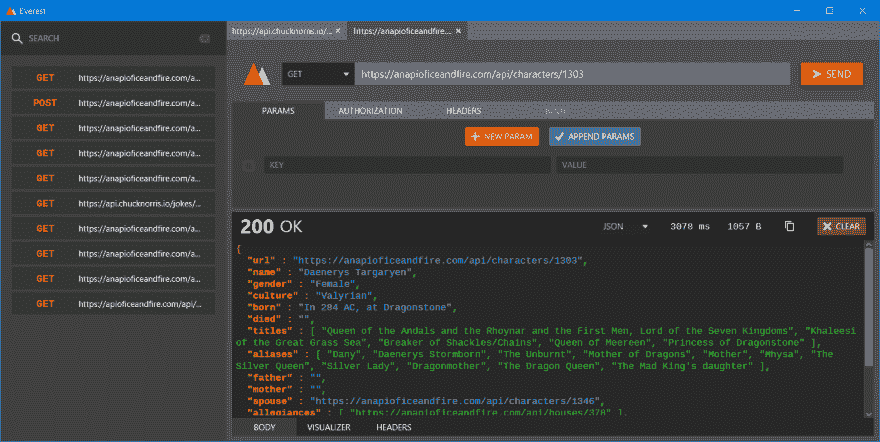 Everest
SEARCH
GET https://anapioficeandfire.com/a...
POST https://anapioficeandfire.com/a...
GET https://anapioficeandfire.com/a...
GET https://anapioficeandfire.com/a...
GET https://anapioficeandfire.com/a...
GET https://api.chucknorris.io/jokes/...
GET https://anapioficeandfire.com/a...
GET https://anapioficeandfire.com/a...
GET https://anapioficeandfire.com/a...
GET https://apioficeandfire.com/api/...
https://api.chucknorris.io/... https://anapioficeandfire....
GET https://anapioficeandfire.com/api/characters/1303 SEND
PARAMS AUTHORIZATION HEADERS
NEW PARAM APPEND PARAMS
KEY VALUE
200 OK JSON 3078 ms 1057 B CLEAR
{
"url" : "https://anapioficeandfire.com/api/characters/1303",
"name" : "Daenerys Targaryen",
"gender" : "Female",
"culture" : "Valyrian",
"born" : "In 284 AC, at Dragonstone",
"died" : "",
"titles" : [ "Queen of the Andals and the Rhoynar and the First Men, Lord of the Seven Kingdoms", "Khaleesi
of the Great Grass Sea", "Breaker of Shackles/Chains", "Queen of Meereen", "Princess of Dragonstone" ],
"aliases" : [ "Dany", "Daenerys Stormborn", "The Unburnt", "Mother of Dragons", "Mother", "Mhysa", "The
Silver Queen", "Silver Lady", "Dragonmother", "The Dragon Queen", "The Mad King's daughter" ],
"father" : "",
"mother" : "",
"spouse" : "https://anapioficeandfire.com/api/characters/1346",
"allegiances" : [ "https://anapioficeandfire.com/api/houses/378" ],
BODY VISUALIZER HEADERS